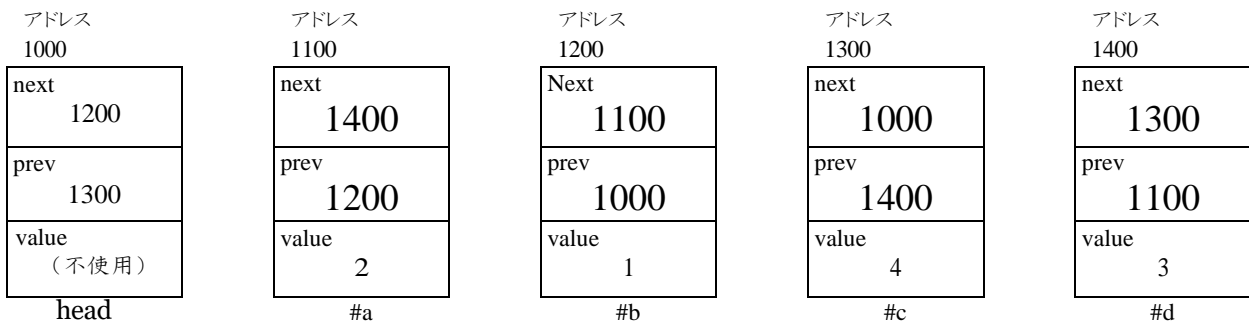 アドレス アドレス アドレス アドレス アドレス
1000 1100 1200 1300 1400
next next Next next next
1200 1400 1100 1000 1300
prev prev prev prev prev
1300 1200 1000 1400 1100
value value value value value
（不使用） 2 1 4 3
head #a #b #c #d